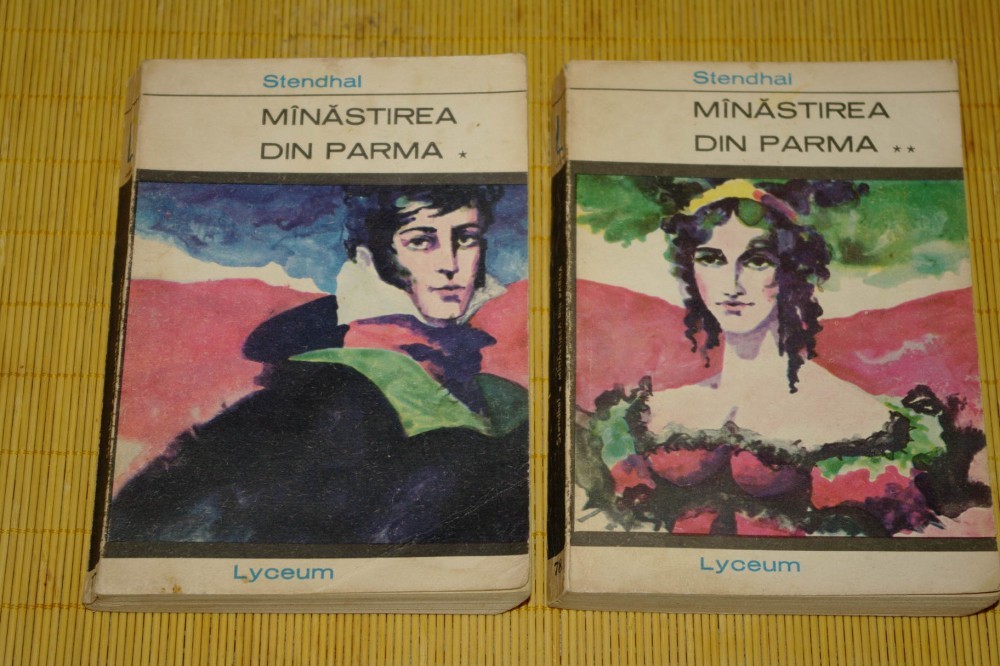 Stendhal
MÎNĂSTIREA
DIN PARMA *
Lyceum
Stendhal
MÎNĂSTIREA
DIN PARMA **
Lyceum